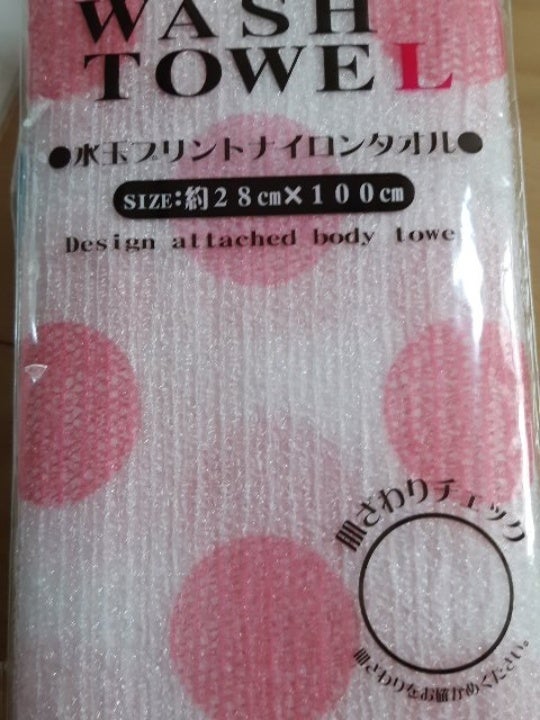 WASH
TOWEL
●水玉プリントナイロンタオル●
SIZE:約28㎝×100㎝
Design attached body towe
肌ざわりチェック
肌ざわりをお確かめください。